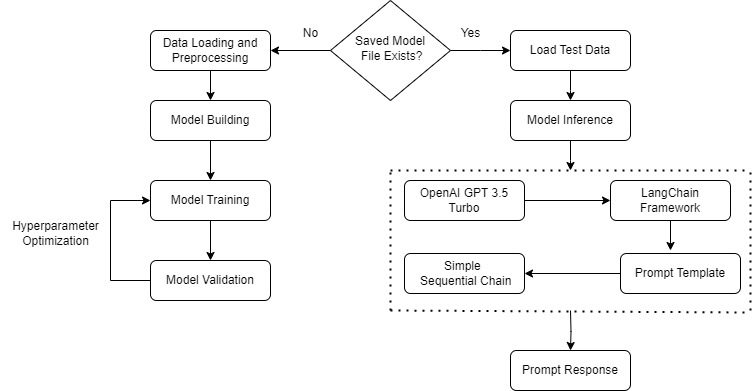 No
Yes
Saved Model
File Exists?
Data Loading and
Preprocessing
Load Test Data
Model Building
Model Inference
Model Training
Hyperparameter
Optimization
Model Validation
OpenAI GPT 3.5
Turbo
LangChain
Framework
Simple
Sequential Chain
Prompt Template
Prompt Response